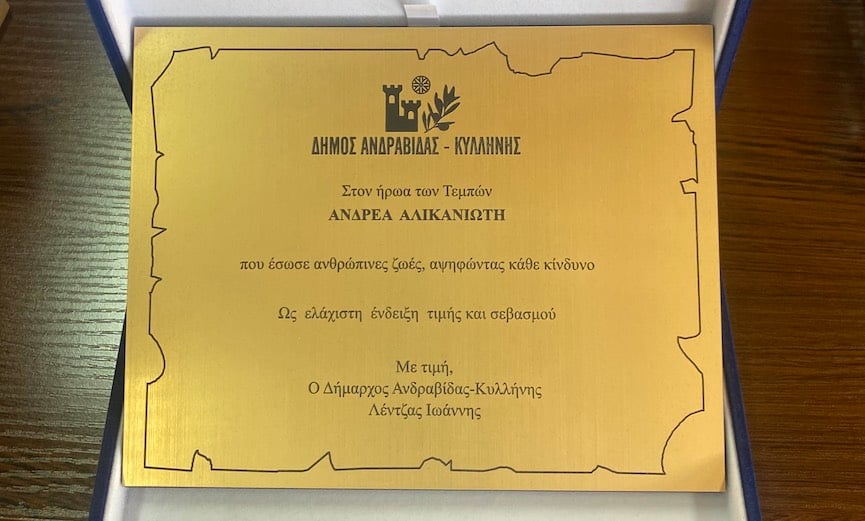 ΔΗΜΟΣ ΑΝΔΡΑΒΙΔΑΣ - ΚΥΛΛΗΝΗΣ
Στον ήρωα των Τεμπών
ΑΝΔΡΕΑ ΑΛΙΚΑΝΙΩΤΗ
που έσωσε ανθρώπινες ζωές, αψηφώντας κάθε κίνδυνο
Ως ελάχιστη ένδειξη τιμής και σεβασμού
Με τιμή,
Ο Δήμαρχος Ανδραβίδας-Κυλλήνης
Λέντζας Ιωάννης